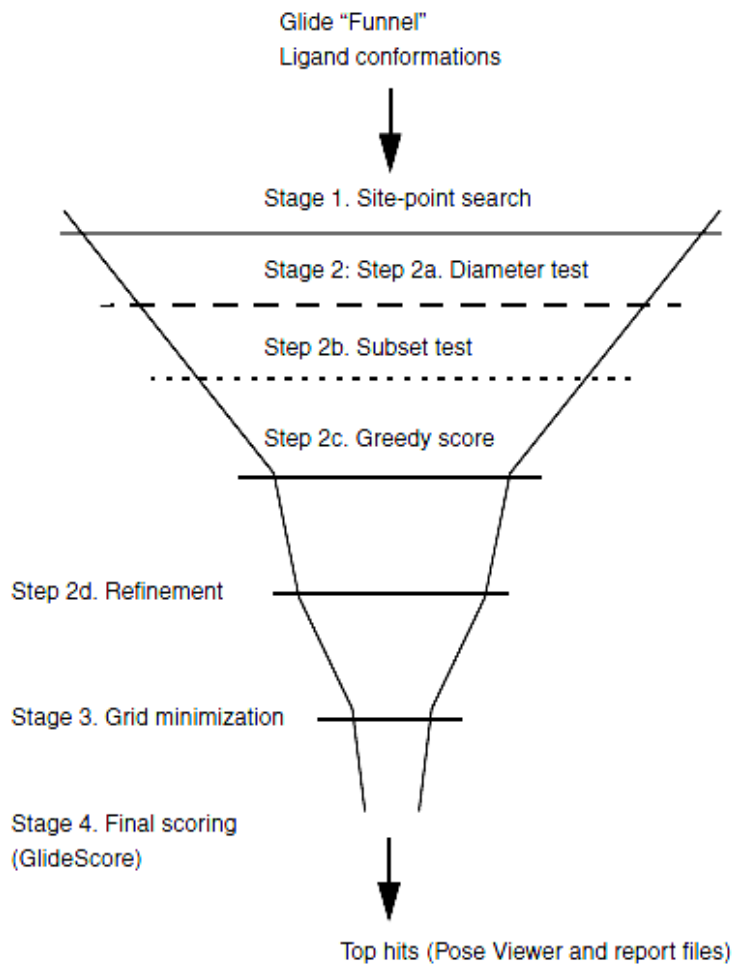 Glide “Funnel”
Ligand conformations
Stage 1. Site-point search
Stage 2: Step 2a. Diameter test
Step 2b. Subset test
Step 2c. Greedy score
Step 2d. Refinement
Stage 3. Grid minimization
Stage 4. Final scoring
(GlideScore)
Top hits (Pose Viewer and report files)